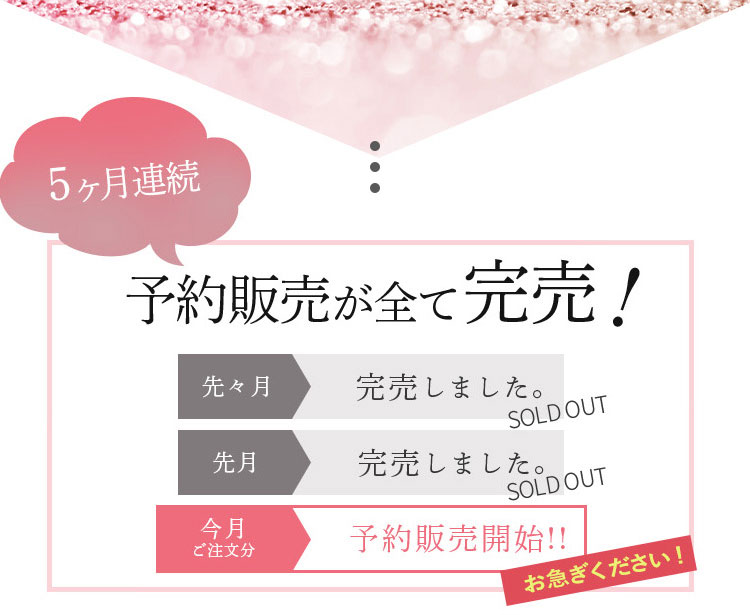 5ヶ月連続
予約販売が全て完売！
先々月
完売しました。
SOLD OUT
先月
完売しました。
SOLD OUT
今月
ご注文分
予約販売開始!!
お急ぎください！